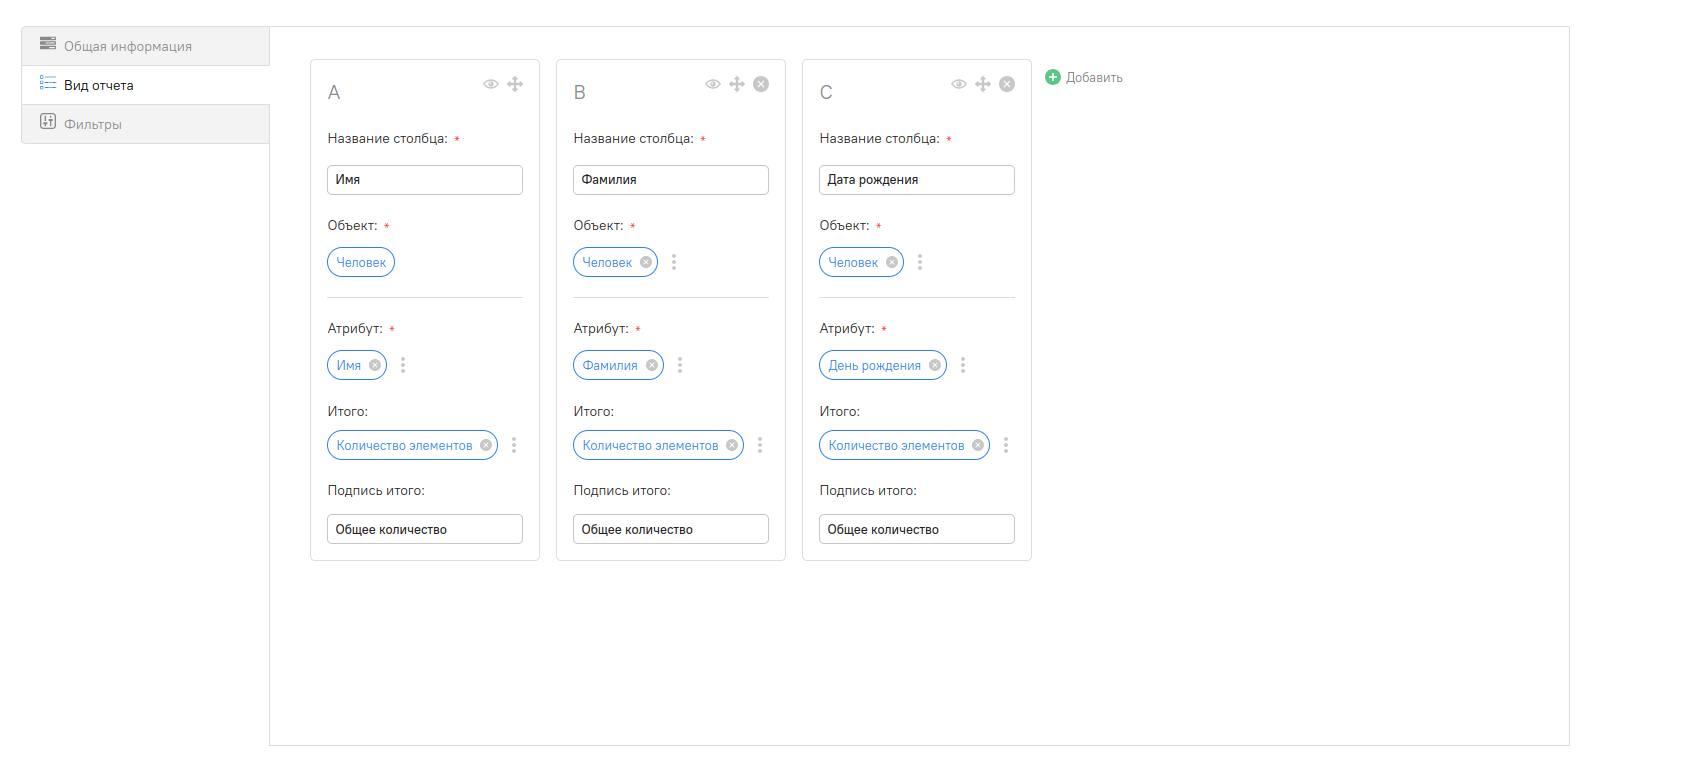 Общая информация
Вид отчета
Фильтры
A
Название столбца: *
Имя
Объект: *
Человек
Атрибут: *
Имя
Итого:
Количество элементов
Подпись итого:
Общее количество
B
Название столбца: *
Фамилия
Объект: *
Человек
Атрибут: *
Фамилия
Итого:
Количество элементов
Подпись итого:
Общее количество
C
Название столбца: *
Дата рождения
Объект: *
Человек
Атрибут: *
День рождения
Итого:
Количество элементов
Подпись итого:
Общее количество
Добавить